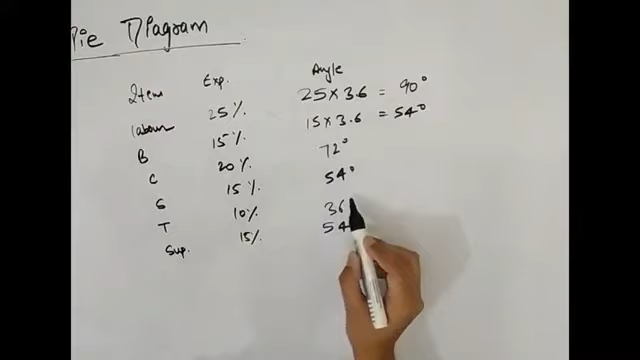 Pie Diagram
Item Exp. Angle
labour 25% 25 x 3.6 = 90°
B 15% 15 x 3.6 = 54°
C 20% 72°
S 15% 54°
T 10% 36
Sup. 15% 54